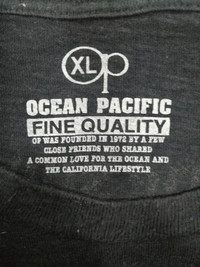 XL op
OCEAN PACIFIC
FINE QUALITY
OP WAS FOUNDED IN 1972 BY A FEW
CLOSE FRIENDS WHO SHARED
A COMMON LOVE FOR THE OCEAN AND
THE CALIFORNIA LIFESTYLE